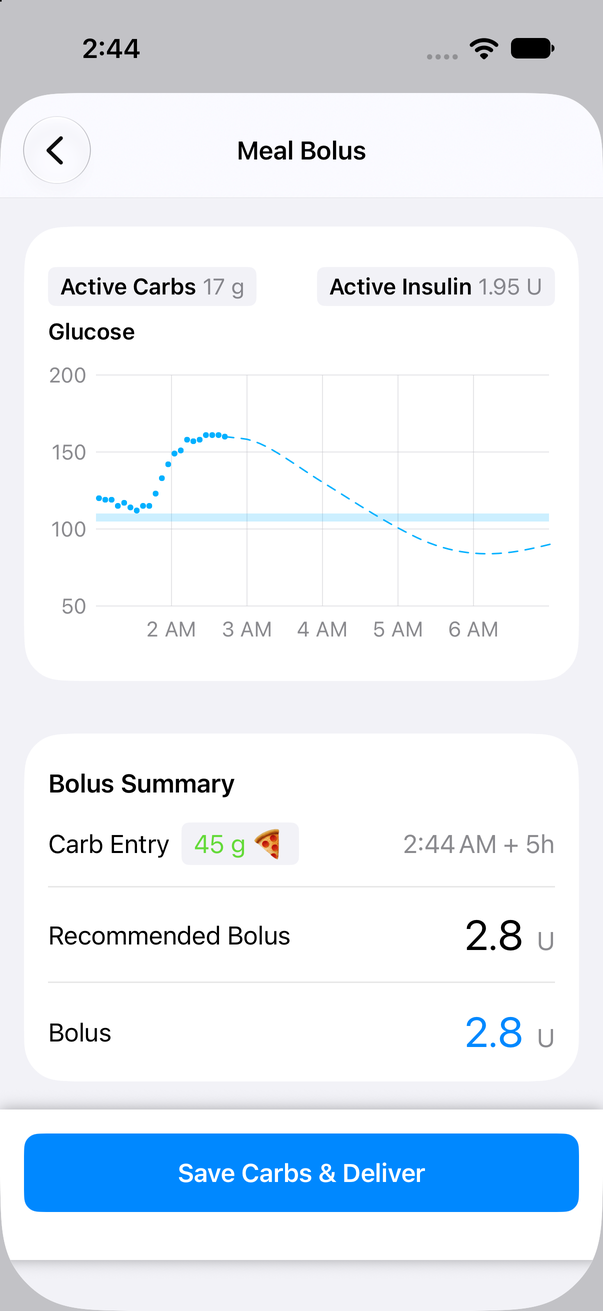 2:44
Meal Bolus
Active Carbs 17 g
Active Insulin 1.95 U
Glucose
200
150
100
50
2 AM 3 AM 4 AM 5 AM 6 AM
Bolus Summary
Carb Entry 45 g 🍕 2:44 AM + 5h
Recommended Bolus 2.8 U
Bolus 2.8 U
Save Carbs & Deliver